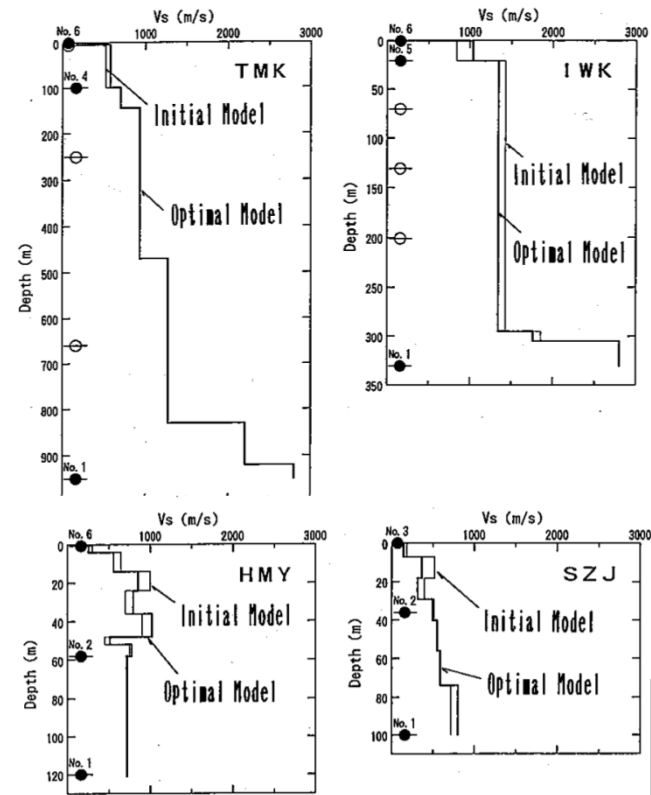 Vs (m/s)
No. 6 1000 2000 3000
0
No. 4
TMK
100
Initial Model
200
300
Optimal Model
400
500
600
700
800
No. 1
900
Depth (m)
Vs (m/s)
No. 6 1000 2000 3000
0
No. 5
IWK
50
100
Initial Model
150
200
Optimal Model
250
300
No. 1
350
Depth (m)
Vs (m/s)
No. 6 1000 2000 3000
0
HMY
20
Initial Model
40
No. 2
Optimal Model
60
80
100
No. 1
120
Depth (m)
Vs (m/s)
No. 3 1000 2000 3000
0
SZJ
20
No. 2
Initial Model
40
60
Optimal Model
80
No. 1
100
Depth (m)